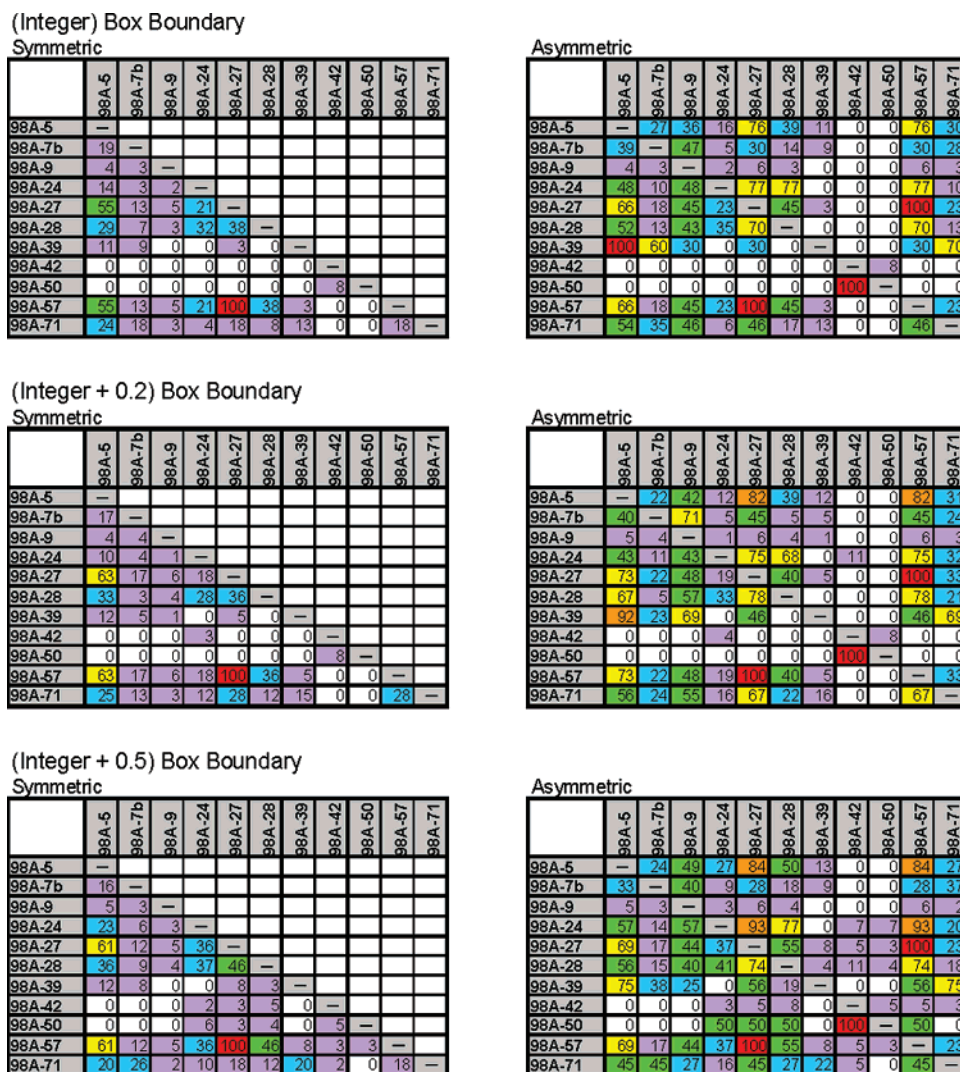 (Integer) Box Boundary
Symmetric
98A-5 98A-7b 98A-9 98A-24 98A-27 98A-28 98A-39 98A-42 98A-50 98A-57 98A-71
98A-5 —
98A-7b 19 —
98A-9 4 3 —
98A-24 14 3 2 —
98A-27 55 13 5 21 —
98A-28 29 7 3 32 38 —
98A-39 11 9 0 0 3 0 —
98A-42 0 0 0 0 0 0 0 —
98A-50 0 0 0 0 0 0 0 8 —
98A-57 55 13 5 21 100 38 3 0 0 —
98A-71 24 18 3 4 18 8 13 0 0 18 —
Asymmetric
98A-5 98A-7b 98A-9 98A-24 98A-27 98A-28 98A-39 98A-42 98A-50 98A-57 98A-71
98A-5 — 27 36 16 76 39 11 0 0 76 30
98A-7b 39 — 47 5 30 14 9 0 0 30 28
98A-9 4 3 — 2 6 3 0 0 0 6 3
98A-24 48 10 48 — 77 77 0 0 0 77 10
98A-27 66 18 45 23 — 45 3 0 0 100 23
98A-28 52 13 43 35 70 — 0 0 0 70 13
98A-39 100 60 30 0 30 0 — 0 0 30 70
98A-42 0 0 0 0 0 0 0 — 8 0 0
98A-50 0 0 0 0 0 0 0 100 — 0 0
98A-57 66 18 45 23 100 45 3 0 0 — 23
98A-71 54 35 46 6 46 17 13 0 0 46 —
(Integer + 0.2) Box Boundary
Symmetric
98A-5 98A-7b 98A-9 98A-24 98A-27 98A-28 98A-39 98A-42 98A-50 98A-57 98A-71
98A-5 —
98A-7b 17 —
98A-9 4 4 —
98A-24 10 4 1 —
98A-27 63 17 6 18 —
98A-28 33 3 4 28 36 —
98A-39 12 5 1 0 5 0 —
98A-42 0 0 0 3 0 0 0 —
98A-50 0 0 0 0 0 0 0 8 —
98A-57 63 17 6 18 100 36 5 0 0 —
98A-71 25 13 3 12 28 12 15 0 0 28 —
Asymmetric
98A-5 98A-7b 98A-9 98A-24 98A-27 98A-28 98A-39 98A-42 98A-50 98A-57 98A-71
98A-5 — 22 42 12 82 39 12 0 0 82 31
98A-7b 40 — 71 5 45 5 5 0 0 45 24
98A-9 5 4 — 1 6 4 1 0 0 6 3
98A-24 43 11 43 — 75 68 0 11 0 75 32
98A-27 73 22 48 19 — 40 5 0 0 100 33
98A-28 67 5 57 33 78 — 0 0 0 78 21
98A-39 92 23 69 0 46 0 — 0 0 46 69
98A-42 0 0 0 4 0 0 0 — 8 0 0
98A-50 0 0 0 0 0 0 0 100 — 0 0
98A-57 73 22 48 19 100 40 5 0 0 — 33
98A-71 56 24 55 16 67 22 16 0 0 67 —
(Integer + 0.5) Box Boundary
Symmetric
98A-5 98A-7b 98A-9 98A-24 98A-27 98A-28 98A-39 98A-42 98A-50 98A-57 98A-71
98A-5 —
98A-7b 16 —
98A-9 5 3 —
98A-24 23 6 3 —
98A-27 61 12 5 36 —
98A-28 36 9 4 37 46 —
98A-39 12 8 0 0 8 3 —
98A-42 0 0 0 2 3 5 0 —
98A-50 0 0 0 6 3 4 0 5 —
98A-57 61 12 5 36 100 46 8 3 3 —
98A-71 20 26 2 10 18 12 20 2 0 18 —
Asymmetric
98A-5 98A-7b 98A-9 98A-24 98A-27 98A-28 98A-39 98A-42 98A-50 98A-57 98A-71
98A-5 — 24 49 27 84 50 13 0 0 84 27
98A-7b 33 — 40 9 28 18 9 0 0 28 37
98A-9 5 3 — 3 6 4 0 0 0 6 2
98A-24 57 14 57 — 93 77 0 7 7 93 20
98A-27 69 17 44 37 — 55 8 5 3 100 23
98A-28 56 15 40 41 74 — 4 11 4 74 18
98A-39 75 38 25 0 56 19 — 0 0 56 75
98A-42 0 0 0 3 5 8 0 — 5 5 3
98A-50 0 0 0 50 50 50 0 100 — 50 0
98A-57 69 17 44 37 100 55 8 5 3 — 23
98A-71 45 45 27 16 45 27 22 5 0 45 —